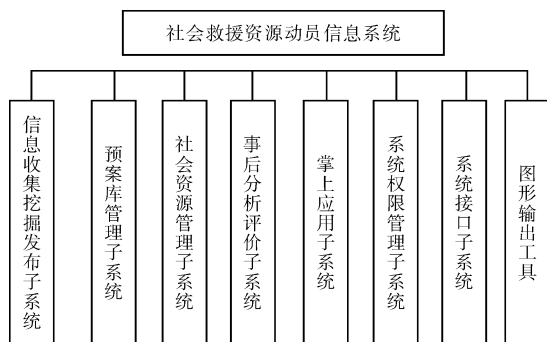 社会救援资源动员信息系统
信息收集挖掘发布子系统
预案库管理子系统
社会资源管理子系统
事后分析评价子系统
掌上应用子系统
系统权限管理子系统
系统接口子系统
图形输出工具